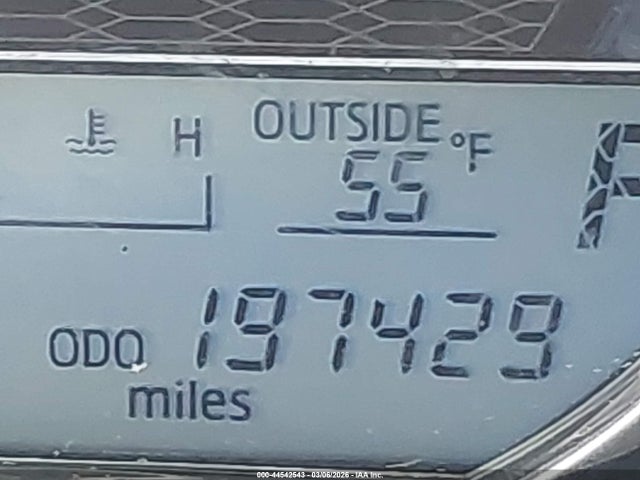 H OUTSIDE °F
55
ODO 197429
miles
000-44542543 - 03/06/2026 - IAA Inc.